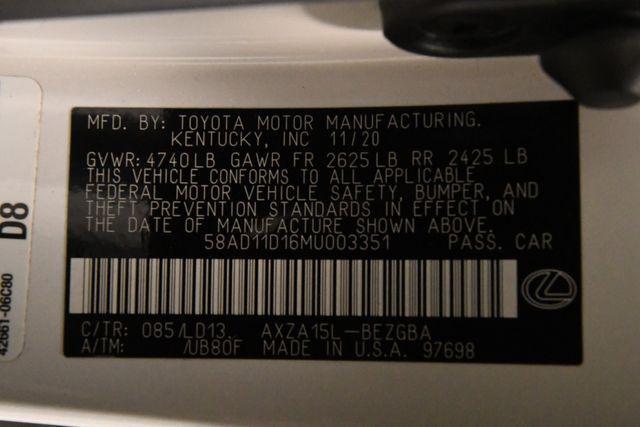 MFD. BY: TOYOTA MOTOR MANUFACTURING.
KENTUCKY, INC 11/20
GVWR: 4740LB GAWR FR 2625LB RR 2425 LB
THIS VEHICLE CONFORMS TO ALL APPLICABLE
FEDERAL MOTOR VEHICLE SAFETY, BUMPER, AND
THEFT PREVENTION STANDARDS IN EFFECT ON
THE DATE OF MANUFACTURE SHOWN ABOVE.
58AD11D16MU003351 PASS. CAR
C/TR: 085/LD13.. AXZA15L-BEZGBA
A/TM: /UB80F MADE IN U.S.A. 97698
D8
42661-06C80